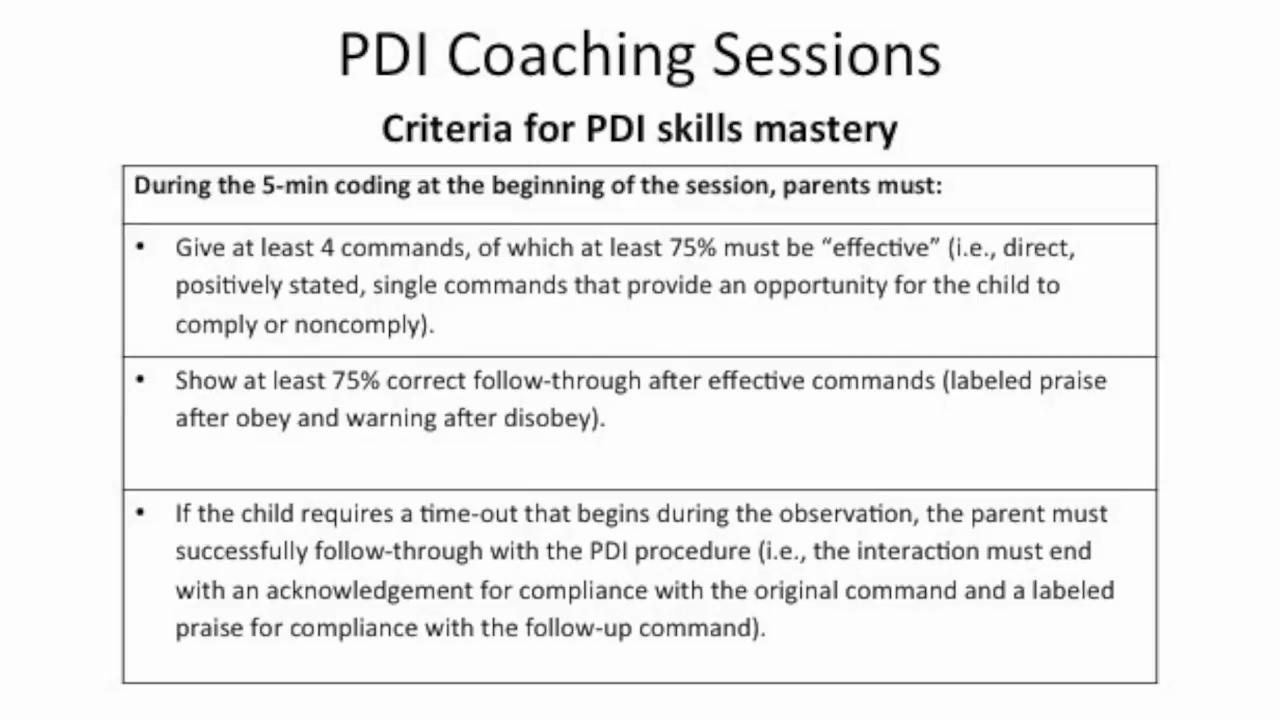 PDI Coaching Sessions
Criteria for PDI skills mastery
During the 5-min coding at the beginning of the session, parents must:
• Give at least 4 commands, of which at least 75% must be “effective” (i.e., direct,
positively stated, single commands that provide an opportunity for the child to
comply or noncomply).
• Show at least 75% correct follow-through after effective commands (labeled praise
after obey and warning after disobey).
• If the child requires a time-out that begins during the observation, the parent must
successfully follow-through with the PDI procedure (i.e., the interaction must end
with an acknowledgement for compliance with the original command and a labeled
praise for compliance with the follow-up command).